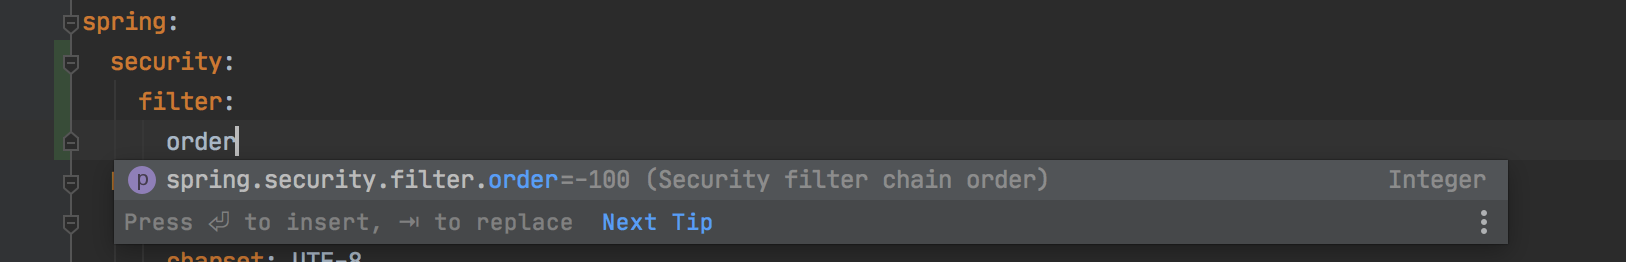 spring:
security:
filter:
order
p spring.security.filter.order=-100 (Security filter chain order) Integer
Press ⏎ to insert, ⇥ to replace Next Tip
charset: UTF-8